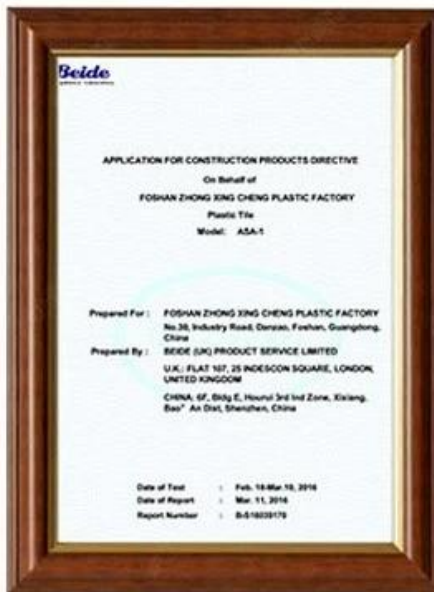 Beide
APPLICATION FOR CONSTRUCTION PRODUCTS DIRECTIVE
On Behalf of
FOSHAN ZHONG XING CHENG PLASTIC FACTORY
Plastic Tile
Model: ASA-1
Prepared For : FOSHAN ZHONG XING CHENG PLASTIC FACTORY
No.30, Industry Road, Danzao, Foshan, Guangdong,
China
Prepared By : BEIDE (UK) PRODUCT SERVICE LIMITED
U.K.: FLAT 107, 25 INDESCON SQUARE, LONDON,
UNITED KINGDOM
CHINA: 6F, Bldg E, Hourui 3rd Ind Zone, Xixiang,
Bao" An Dist, Shenzhen, China
Date of Test : Feb. 18-Mar.10, 2016
Date of Report : Mar. 11, 2016
Report Number :